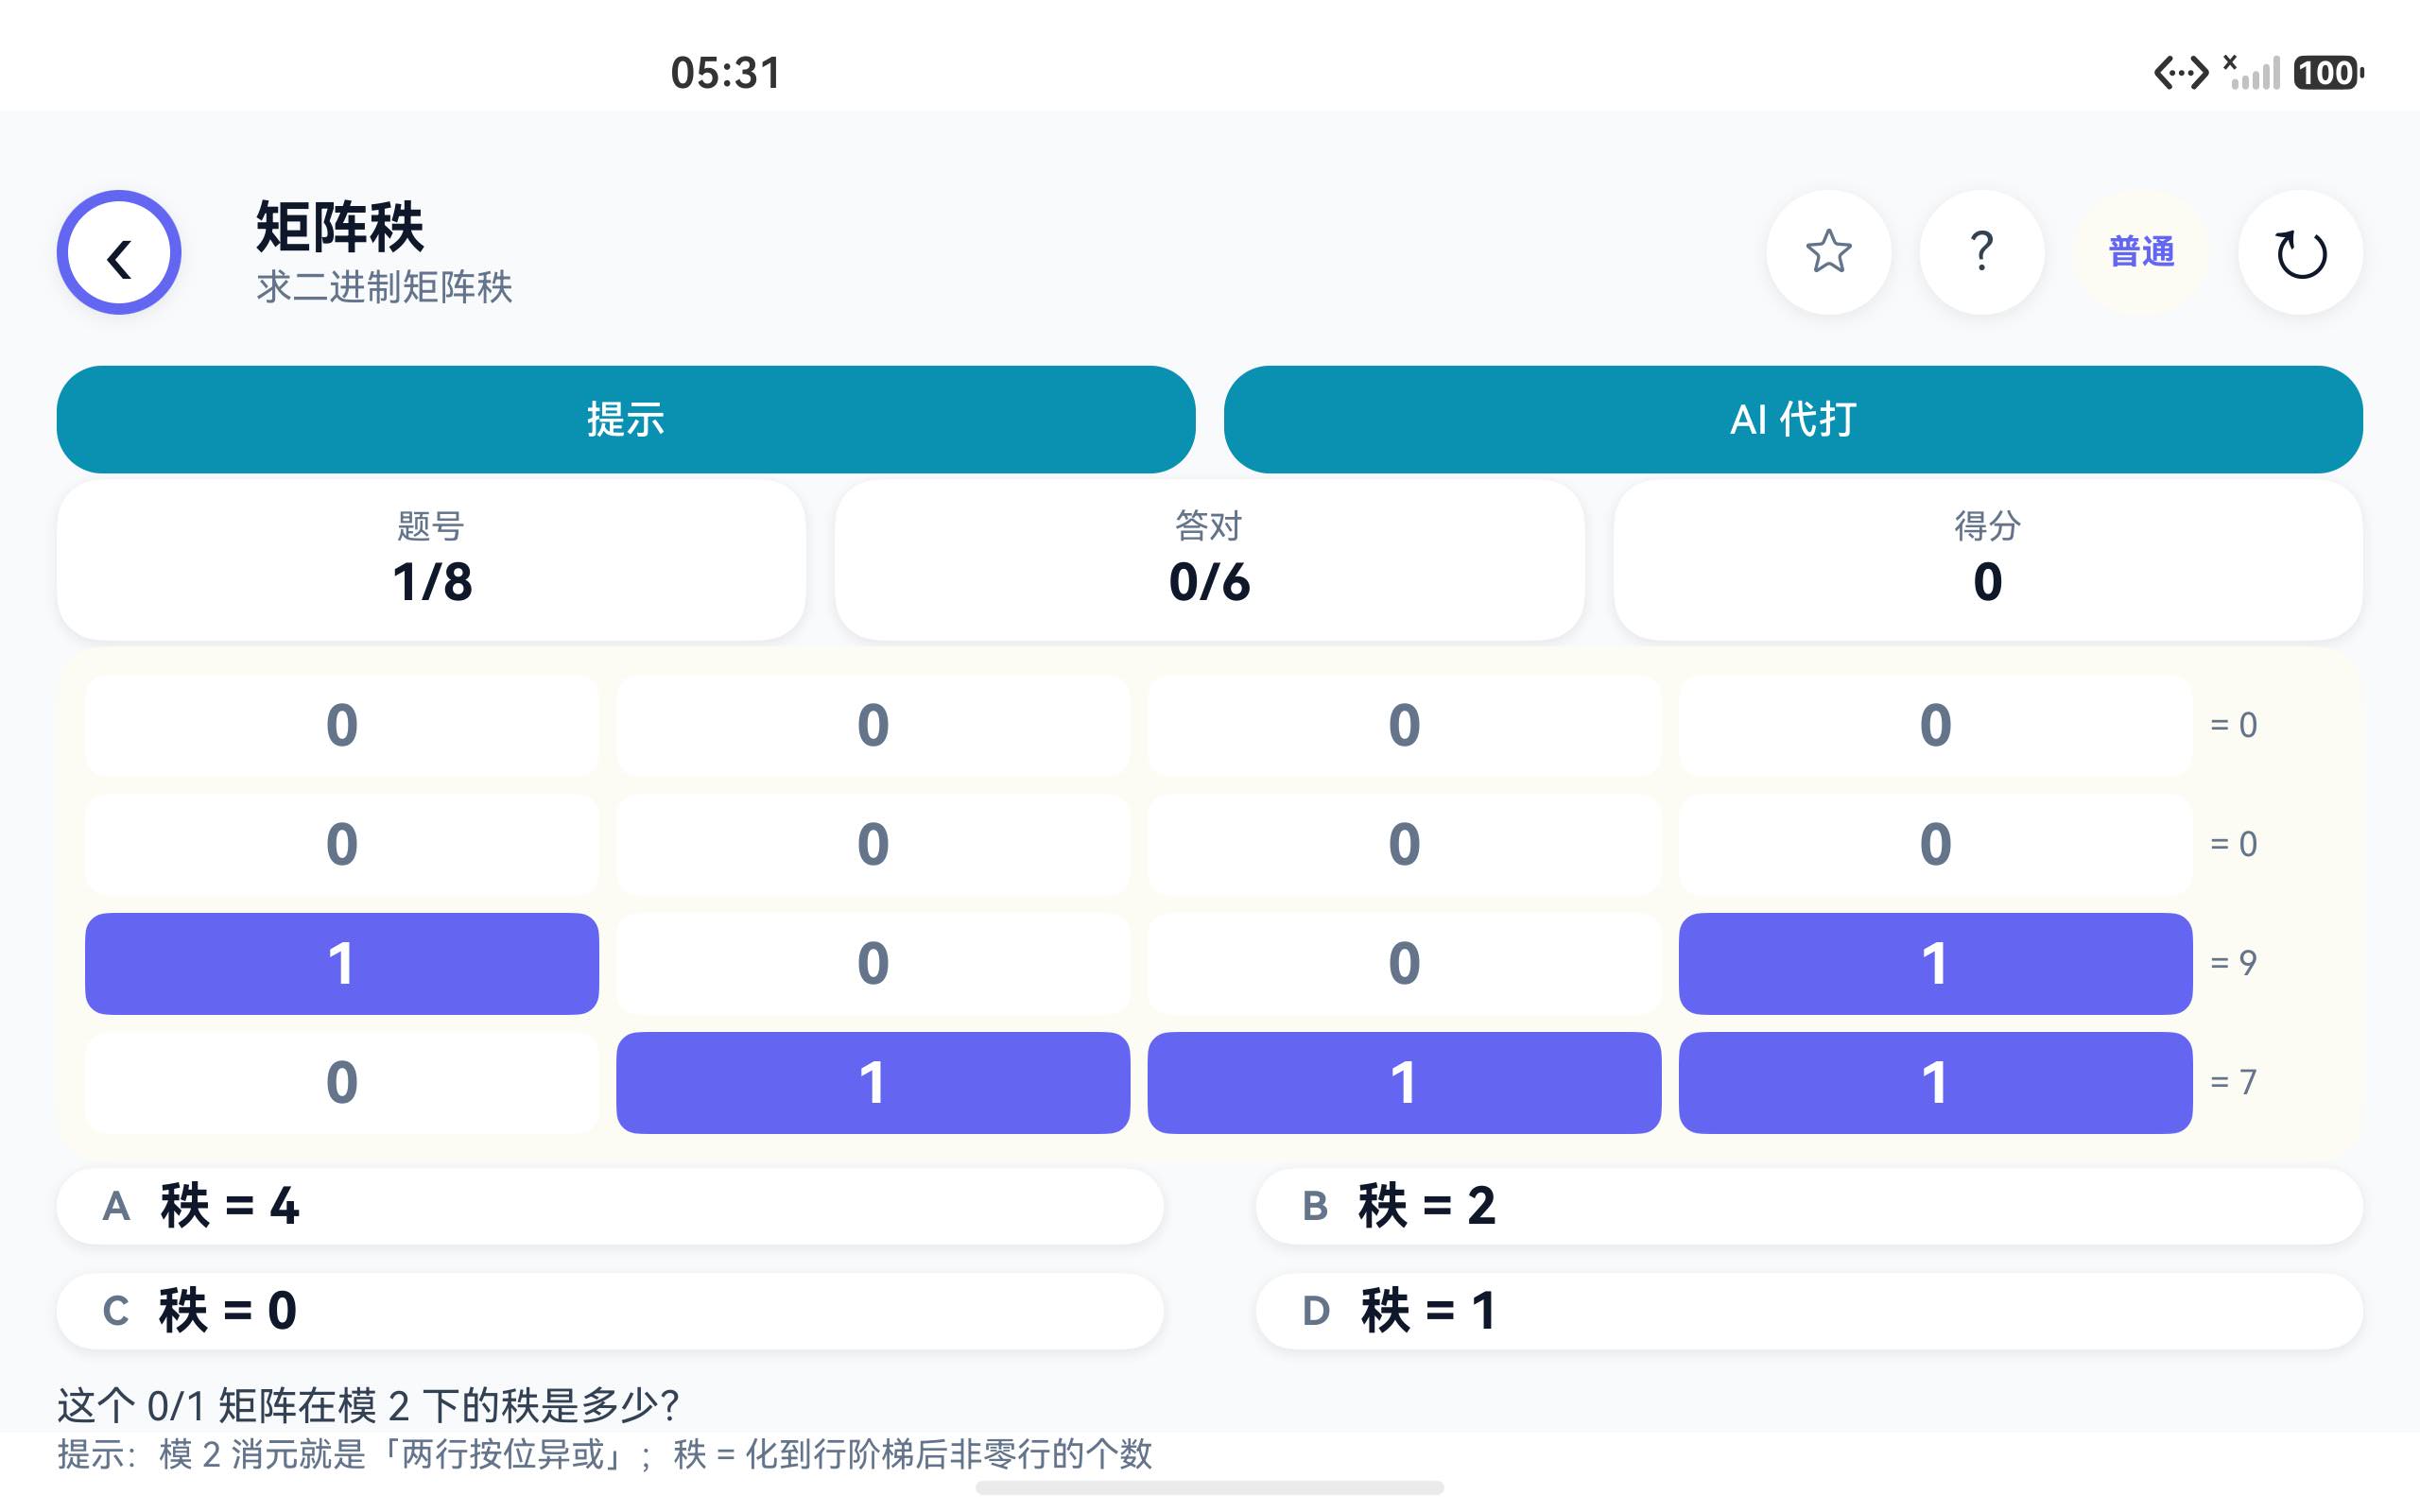 05:31
100
矩阵秩
求二进制矩阵秩
?
普通
提示
AI 代打
题号
1/8
答对
0/6
得分
0
0 0 0 0 = 0
0 0 0 0 = 0
1 0 0 1 = 9
0 1 1 1 = 7
A 秩 = 4
B 秩 = 2
C 秩 = 0
D 秩 = 1
这个 0/1 矩阵在模 2 下的秩是多少？
提示：模 2 消元就是「两行按位异或」；秩 = 化到行阶梯后非零行的个数